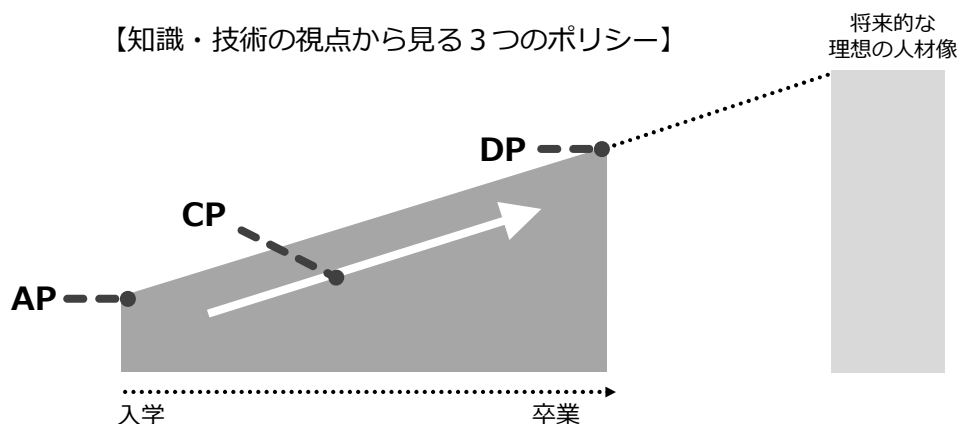 【知識・技術の視点から見る３つのポリシー】
将来的な
理想の人材像
DP
CP
AP
入学
卒業